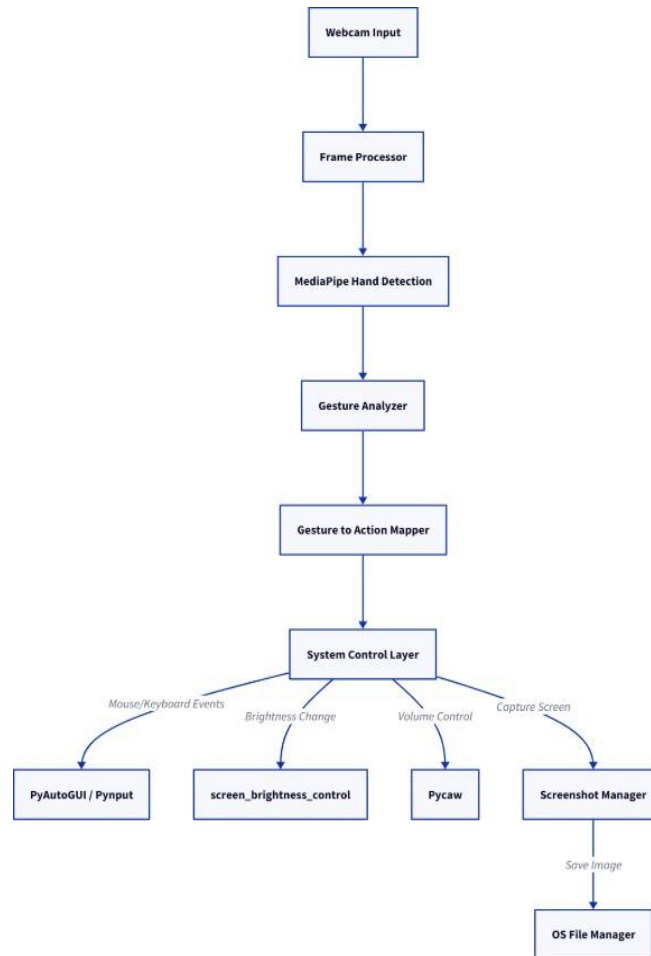 Webcam Input
Frame Processor
MediaPipe Hand Detection
Gesture Analyzer
Gesture to Action Mapper
System Control Layer
Mouse/Keyboard Events
Brightness Change
Volume Control
Capture Screen
PyAutoGUI / Pynput
screen_brightness_control
Pycaw
Screenshot Manager
Save Image
OS File Manager